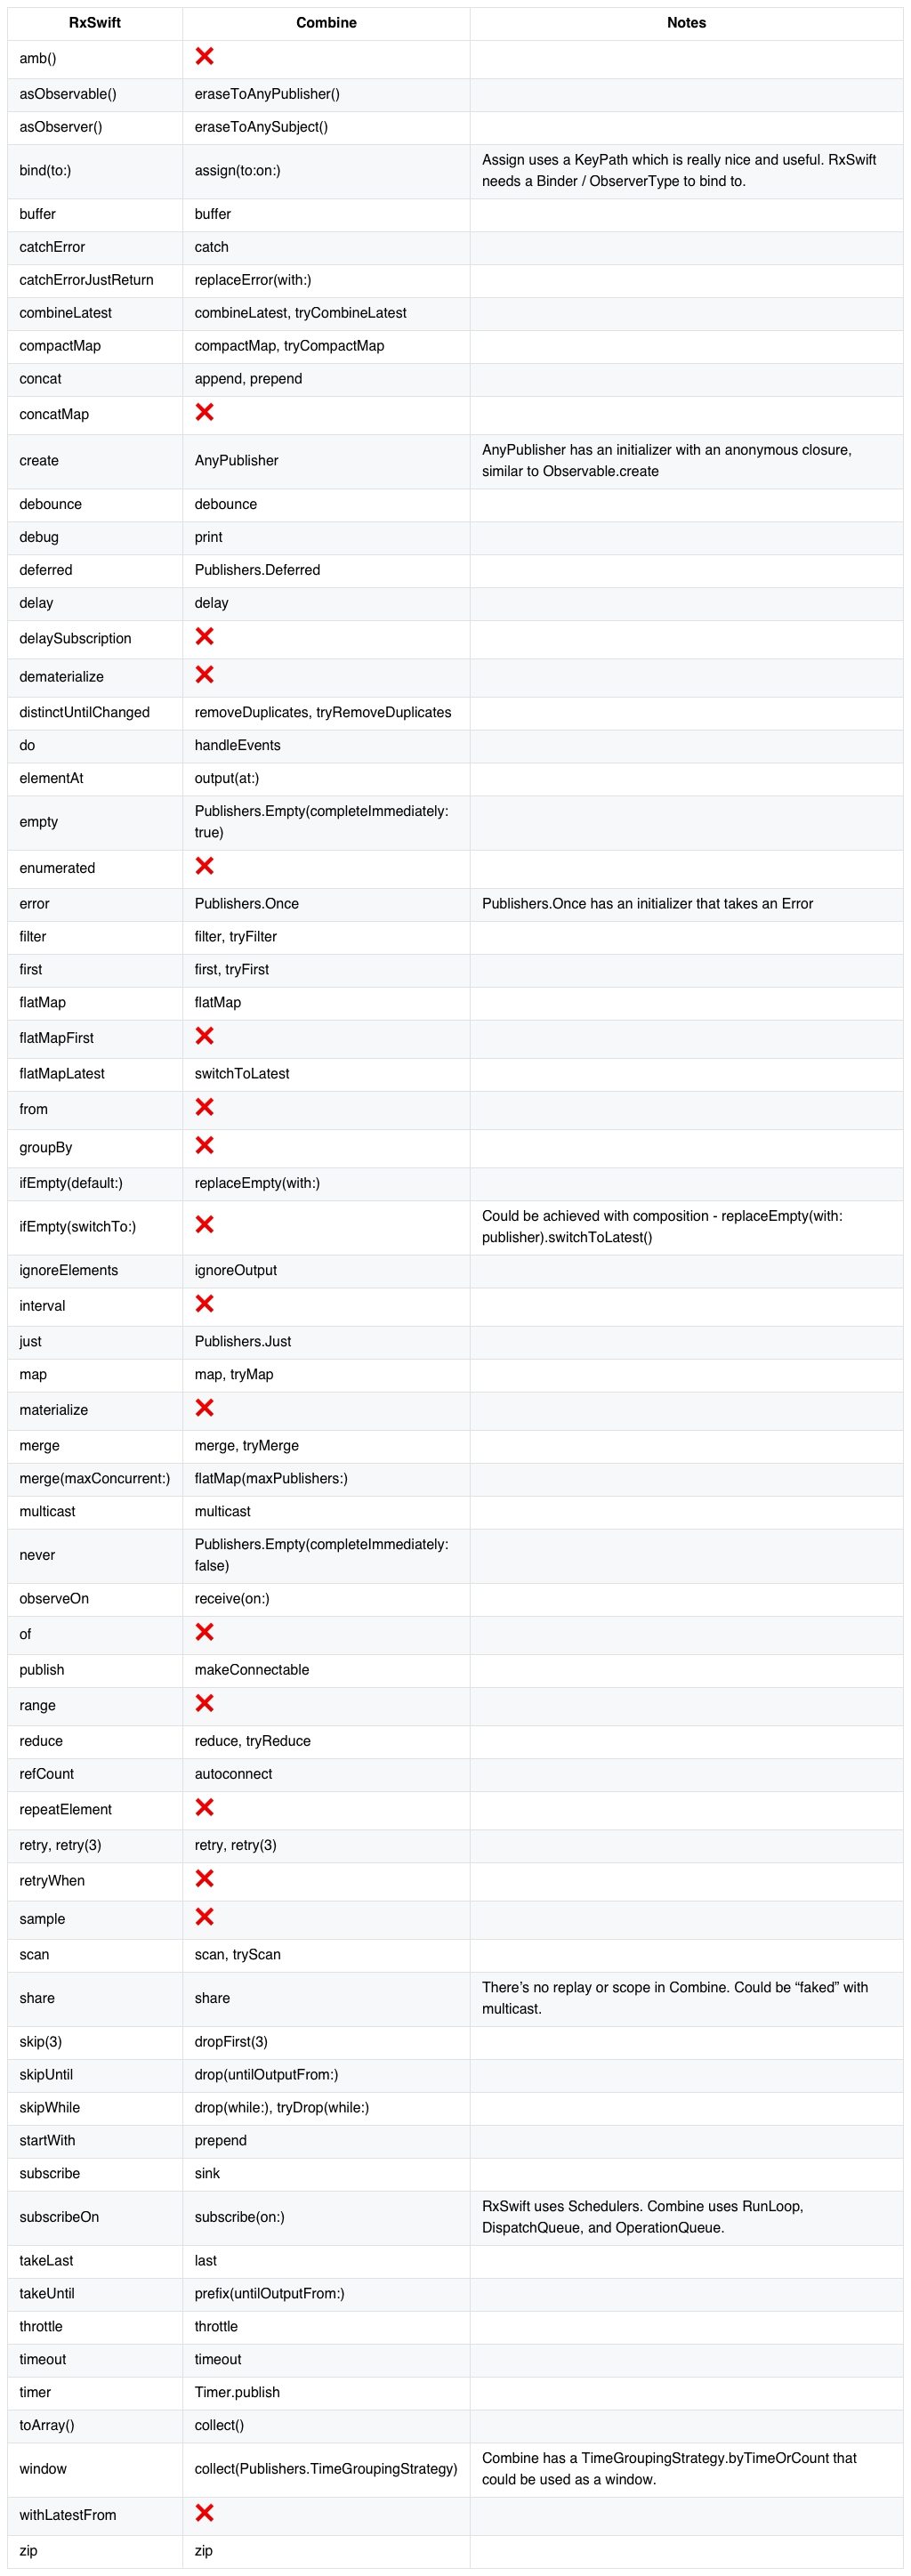 RxSwift Combine Notes
amb() ❌
asObservable() eraseToAnyPublisher()
asObserver() eraseToAnySubject()
bind(to:) assign(to:on:) Assign uses a KeyPath which is really nice and useful. RxSwift
needs a Binder / ObserverType to bind to.
buffer buffer
catchError catch
catchErrorJustReturn replaceError(with:)
combineLatest combineLatest, tryCombineLatest
compactMap compactMap, tryCompactMap
concat append, prepend
concatMap ❌
create AnyPublisher AnyPublisher has an initializer with an anonymous closure,
similar to Observable.create
debounce debounce
debug print
deferred Publishers.Deferred
delay delay
delaySubscription ❌
dematerialize ❌
distinctUntilChanged removeDuplicates, tryRemoveDuplicates
do handleEvents
elementAt output(at:)
empty Publishers.Empty(completeImmediately:
true)
enumerated ❌
error Publishers.Once Publishers.Once has an initializer that takes an Error
filter filter, tryFilter
first first, tryFirst
flatMap flatMap
flatMapFirst ❌
flatMapLatest switchToLatest
from ❌
groupBy ❌
ifEmpty(default:) replaceEmpty(with:)
ifEmpty(switchTo:) ❌ Could be achieved with composition - replaceEmpty(with:
publisher).switchToLatest()
ignoreElements ignoreOutput
interval ❌
just Publishers.Just
map map, tryMap
materialize ❌
merge merge, tryMerge
merge(maxConcurrent:) flatMap(maxPublishers:)
multicast multicast
never Publishers.Empty(completeImmediately:
false)
observeOn receive(on:)
of ❌
publish makeConnectable
range ❌
reduce reduce, tryReduce
refCount autoconnect
repeatElement ❌
retry, retry(3) retry, retry(3)
retryWhen ❌
sample ❌
scan scan, tryScan
share share There’s no replay or scope in Combine. Could be “faked” with
multicast.
skip(3) dropFirst(3)
skipUntil drop(untilOutputFrom:)
skipWhile drop(while:), tryDrop(while:)
startWith prepend
subscribe sink
subscribeOn subscribe(on:) RxSwift uses Schedulers. Combine uses RunLoop,
DispatchQueue, and OperationQueue.
takeLast last
takeUntil prefix(untilOutputFrom:)
throttle throttle
timeout timeout
timer Timer.publish
toArray() collect()
window collect(Publishers.TimeGroupingStrategy) Combine has a TimeGroupingStrategy.byTimeOrCount that
could be used as a window.
withLatestFrom ❌
zip zip